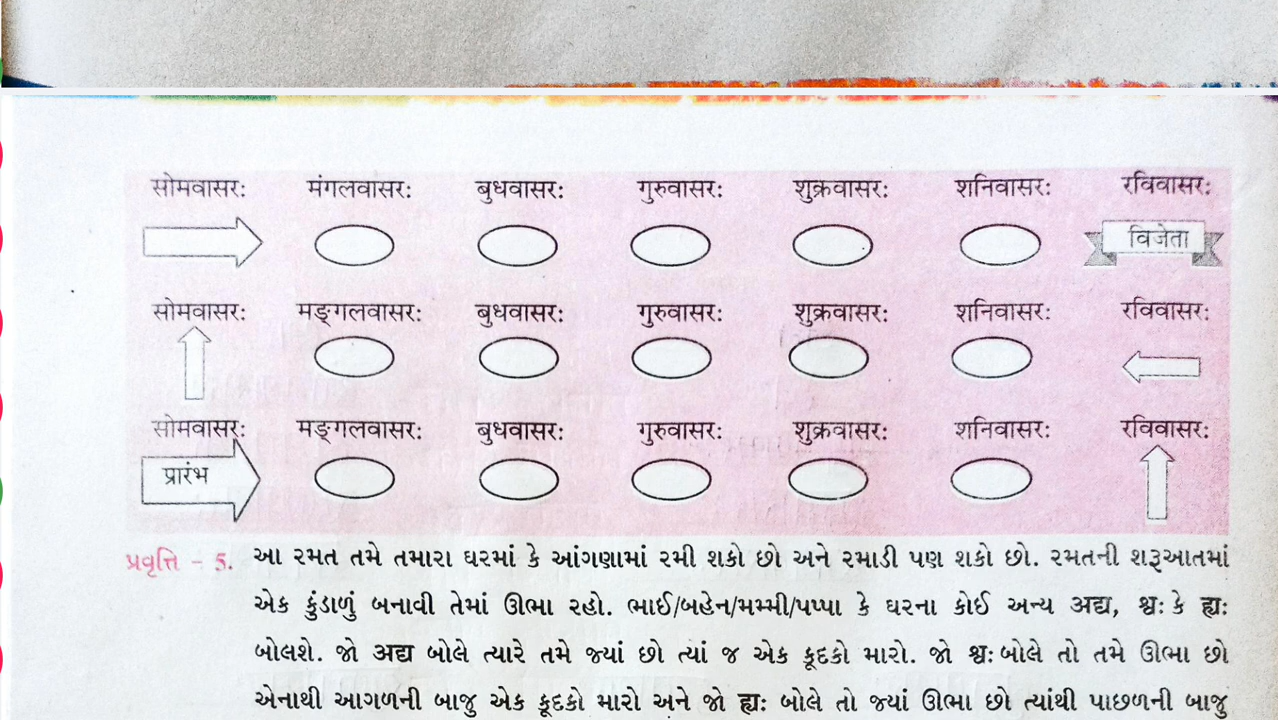 सोमवासरः मंगलवासरः बुधवासरः गुरुवासरः शुक्रवासरः शनिवासरः रविवासरः
विजेता
सोमवासरः मङ्गलवासरः बुधवासरः गुरुवासरः शुक्रवासरः शनिवासरः रविवासरः
सोमवासरः मङ्गलवासरः बुधवासरः गुरुवासरः शुक्रवासरः शनिवासरः रविवासरः
प्रारंभ
પ્રવૃત્તિ - 5. આ રમત તમે તમારા ઘરમાં કે આંગણામાં રમી શકો છો અને રમાડી પણ શકો છો. રમતની શરૂઆતમાં
એક કુંડાળું બનાવી તેમાં ઊભા રહો. ભાઈ/બહેન/મમ્મી/પપ્પા કે ઘરના કોઈ અન્ય अद्य, श्वः કે ह्यः
બોલશે. જો अद्य બોલે ત્યારે તમે જ્યાં છો ત્યાં જ એક કૂદકો મારો. જો श्वः બોલે તો તમે ઊભા છો
એનાથી આગળની બાજુ એક કૂદકો મારો અને જો ह्यः બોલે તો જ્યાં ઊભા છો ત્યાંથી પાછળની બાજુ